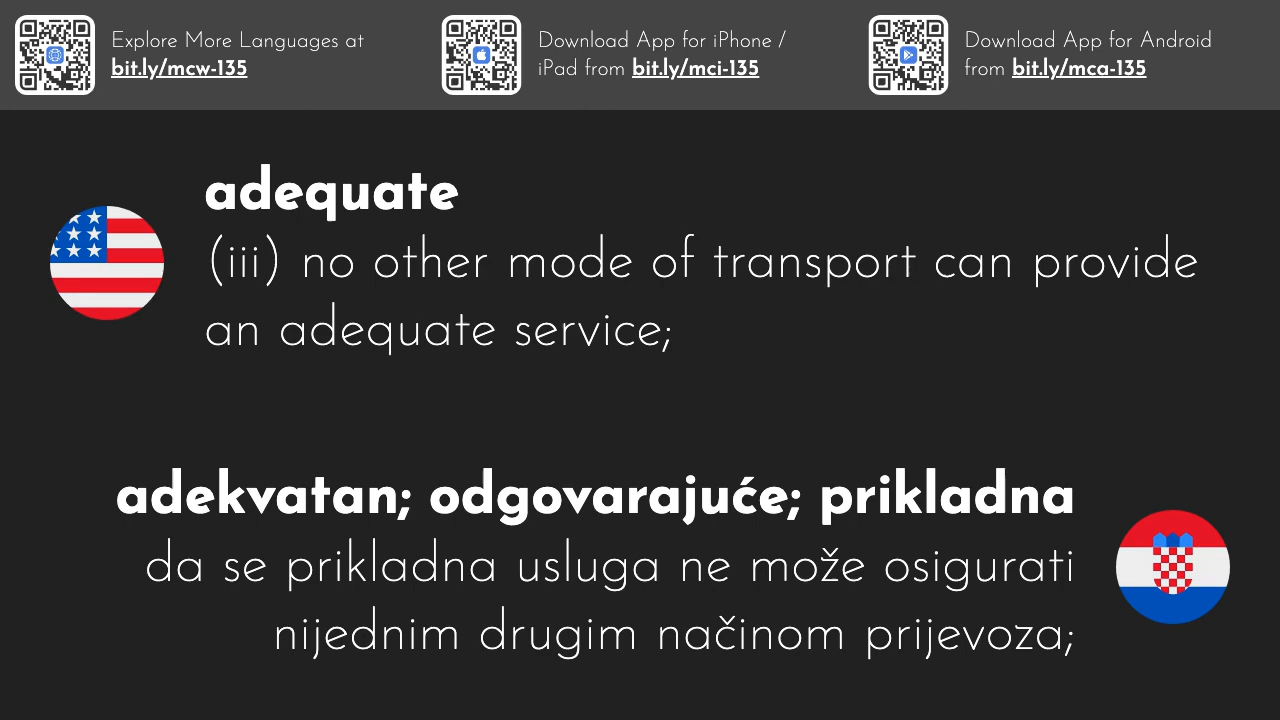 Explore More Languages at
bit.ly/mcw-135
Download App for iPhone /
iPad from bit.ly/mci-135
Download App for Android
from bit.ly/mca-135
adequate
(iii) no other mode of transport can provide
an adequate service;
adekvatan; odgovarajuće; prikladna
da se prikladna usluga ne može osigurati
nijednim drugim načinom prijevoza;